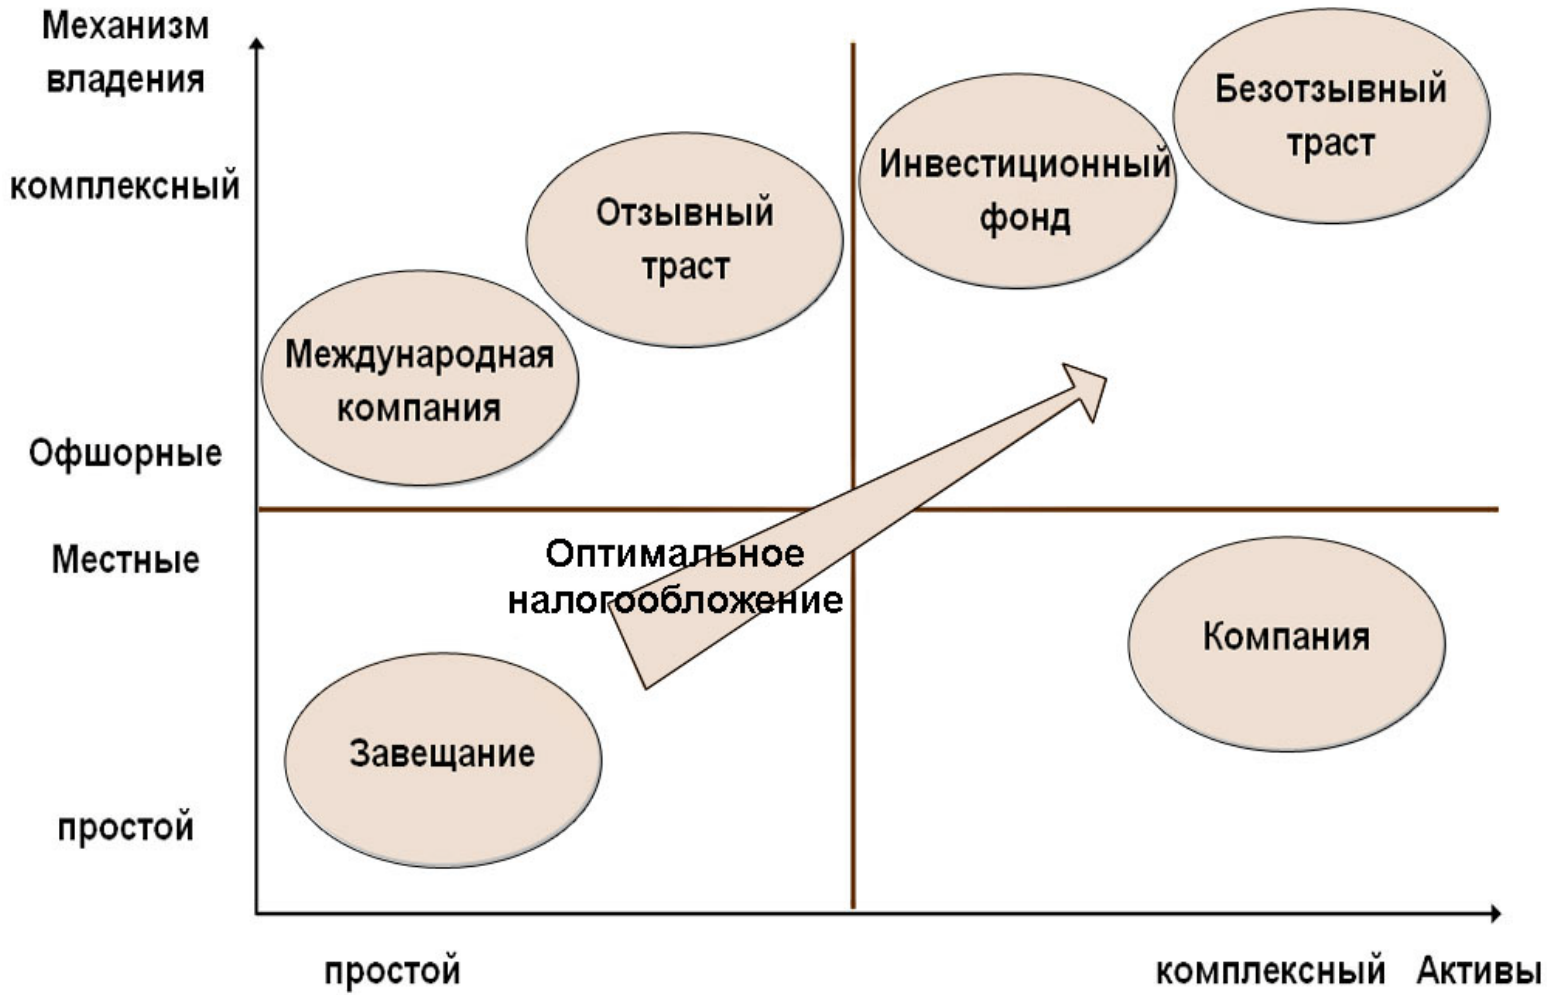 Механизм
владения
комплексный
Офшорные
Местные
простой
Безотзывный
траст
Инвестиционный
фонд
Отзывный
траст
Международная
компания
Оптимальное
налогообложение
Компания
Завещание
простой
комплексный
Активы